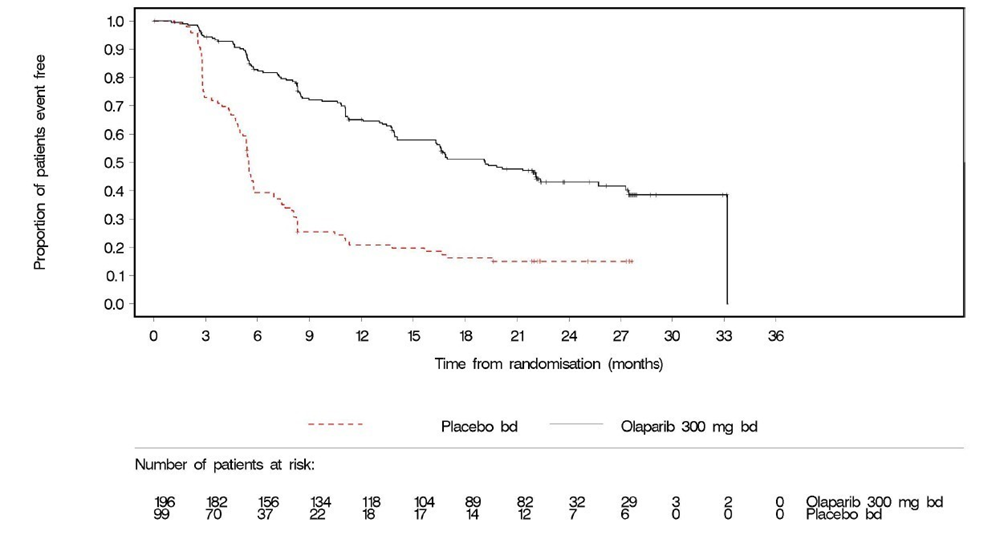 Proportion of patients event free
1.0
0.9
0.8
0.7
0.6
0.5
0.4
0.3
0.2
0.1
0.0
0 3 6 9 12 15 18 21 24 27 30 33 36
Time from randomisation (months)
Placebo bd Olaparib 300 mg bd
Number of patients at risk:
196 182 156 134 118 104 89 82 32 29 3 2 0 Olaparib 300 mg bd
99 70 37 22 18 17 14 12 7 6 0 0 0 Placebo bd